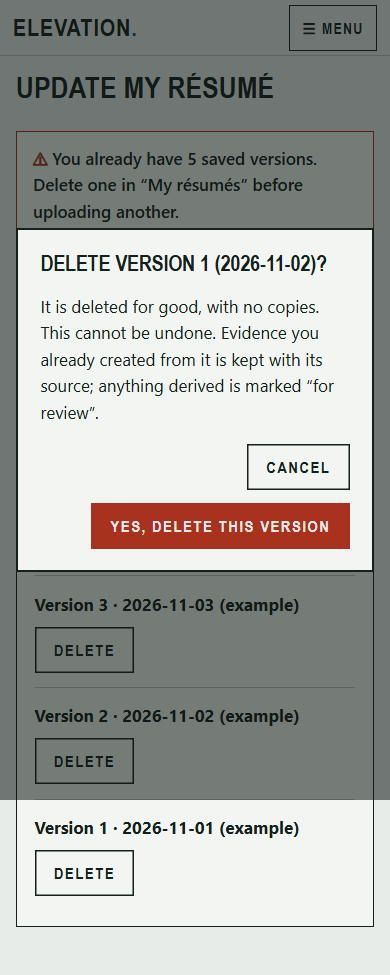 ELEVATION.
☰ MENU
UPDATE MY RÉSUMÉ
⚠ You already have 5 saved versions.
Delete one in “My résumés” before
uploading another.
DELETE VERSION 1 (2026-11-02)?
It is deleted for good, with no copies.
This cannot be undone. Evidence you
already created from it is kept with its
source; anything derived is marked “for
review”.
CANCEL
YES, DELETE THIS VERSION
Version 3 · 2026-11-03 (example)
DELETE
Version 2 · 2026-11-02 (example)
DELETE
Version 1 · 2026-11-01 (example)
DELETE